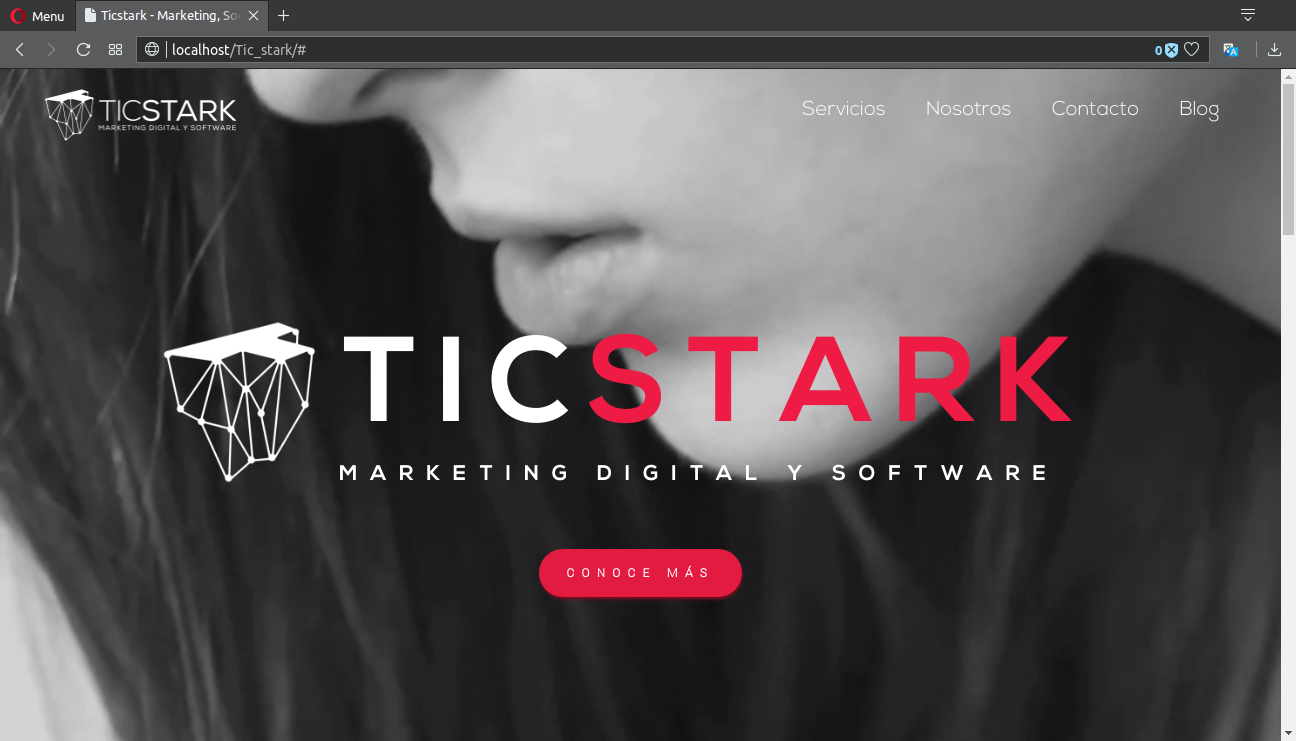 Menu
Ticstark - Marketing, So
localhost/Tic_stark/#
0
TICSTARK
MARKETING DIGITAL Y SOFTWARE
Servicios Nosotros Contacto Blog
TICSTARK
MARKETING DIGITAL Y SOFTWARE
CONOCE MÁS